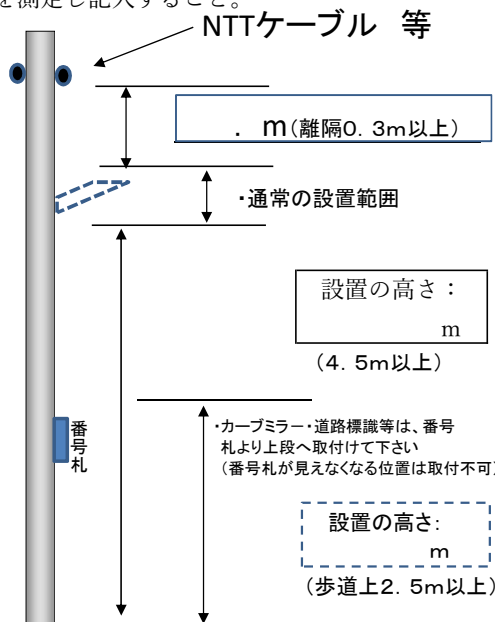 を測定し記入すること。
NTTケーブル 等
. m(離隔0.3m以上)
・通常の設置範囲
設置の高さ:
m
(4.5m以上)
番号札
・カーブミラー・道路標識等は、番号
札より上段へ取付けて下さい
(番号札が見えなくなる位置は取付不可)
設置の高さ:
m
(歩道上2.5m以上)